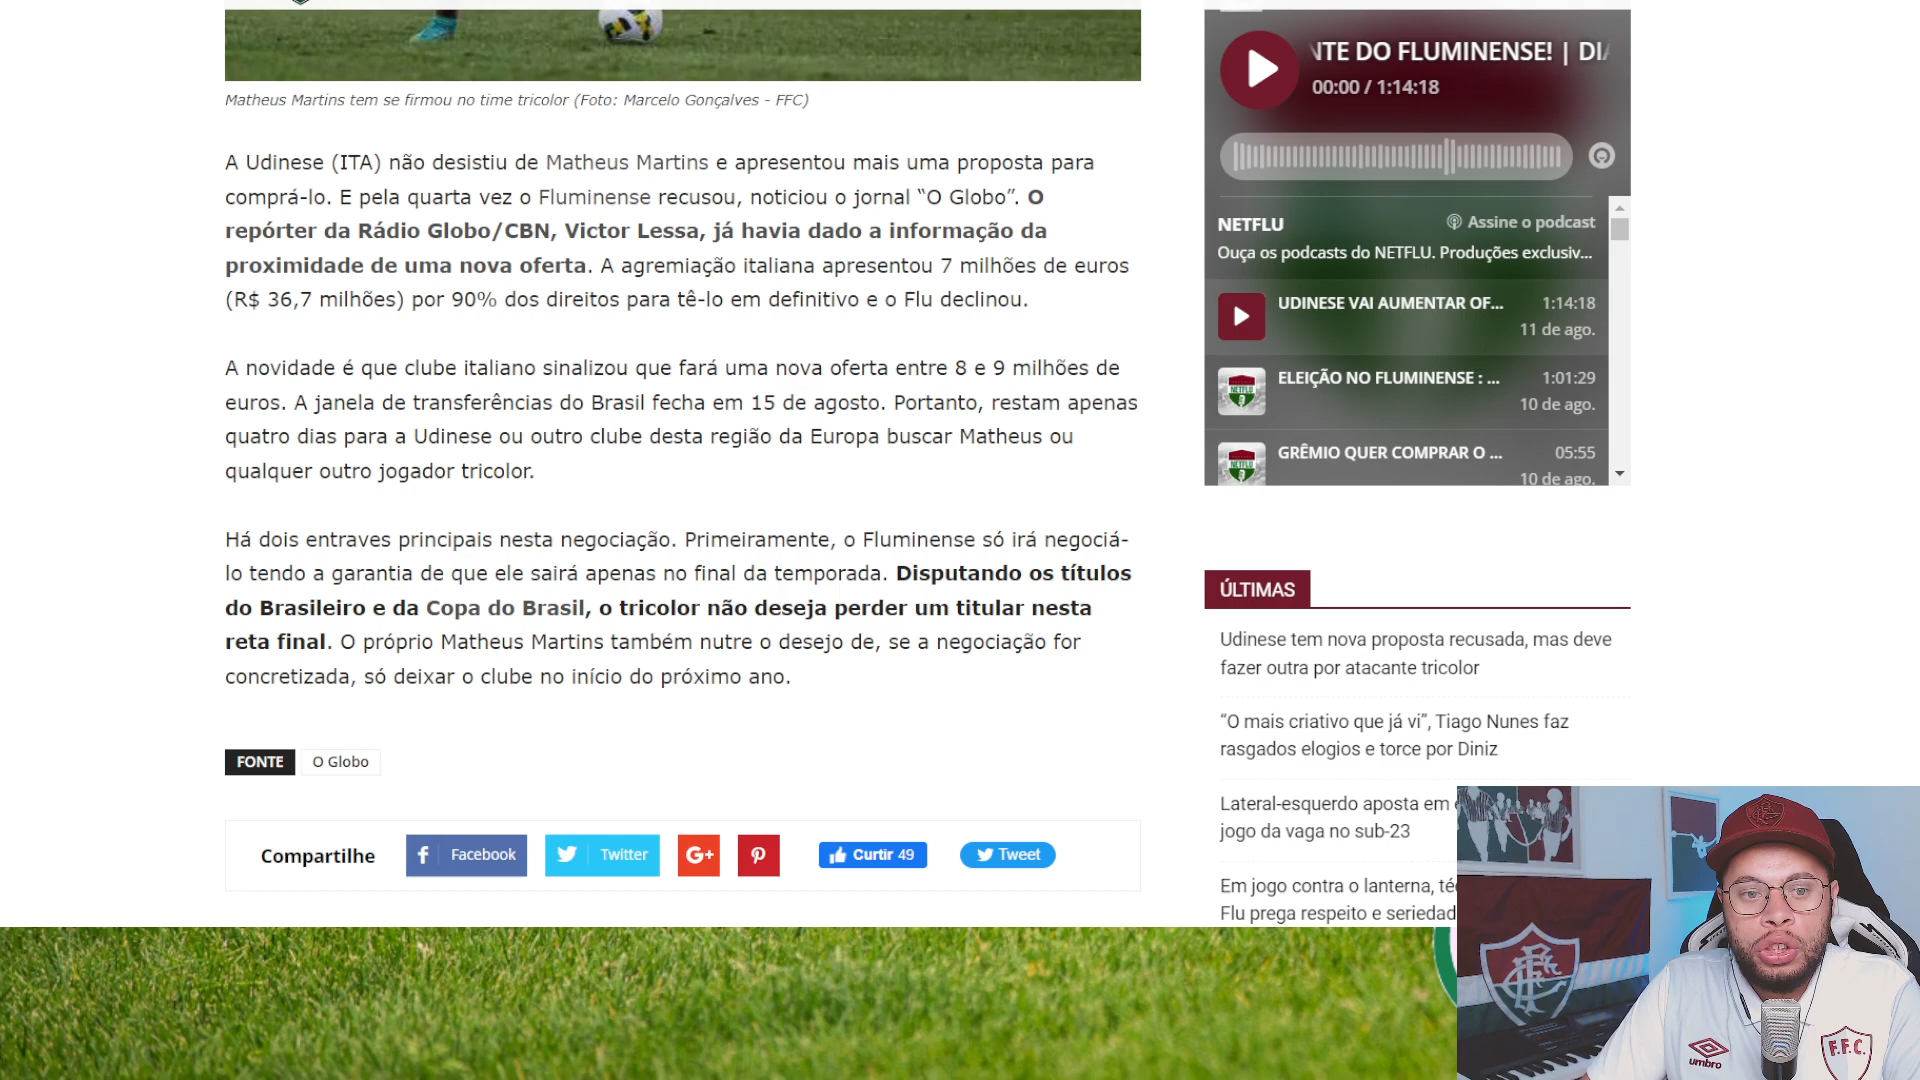 Matheus Martins tem se firmou no time tricolor (Foto: Marcelo Gonçalves - FFC)
A Udinese (ITA) não desistiu de Matheus Martins e apresentou mais uma proposta para
comprá-lo. E pela quarta vez o Fluminense recusou, noticiou o jornal “O Globo”. O
repórter da Rádio Globo/CBN, Victor Lessa, já havia dado a informação da
proximidade de uma nova oferta. A agremiação italiana apresentou 7 milhões de euros
(R$ 36,7 milhões) por 90% dos direitos para tê-lo em definitivo e o Flu declinou.
A novidade é que clube italiano sinalizou que fará uma nova oferta entre 8 e 9 milhões de
euros. A janela de transferências do Brasil fecha em 15 de agosto. Portanto, restam apenas
quatro dias para a Udinese ou outro clube desta região da Europa buscar Matheus ou
qualquer outro jogador tricolor.
Há dois entraves principais nesta negociação. Primeiramente, o Fluminense só irá negociá-
lo tendo a garantia de que ele sairá apenas no final da temporada. Disputando os títulos
do Brasileiro e da Copa do Brasil, o tricolor não deseja perder um titular nesta
reta final. O próprio Matheus Martins também nutre o desejo de, se a negociação for
concretizada, só deixar o clube no início do próximo ano.
FONTE O Globo
Compartilhe Facebook Twitter G+ Curtir 49 Tweet
NTE DO FLUMINENSE! | DIA
00:00 / 1:14:18
NETFLU Assine o podcast
Ouça os podcasts do NETFLU. Produções exclusiv...
UDINESE VAI AUMENTAR OF... 1:14:18
11 de ago.
ELEIÇÃO NO FLUMINENSE : ... 1:01:29
10 de ago.
GRÊMIO QUER COMPRAR O ... 05:55
10 de ago.
ÚLTIMAS
Udinese tem nova proposta recusada, mas deve
fazer outra por atacante tricolor
“O mais criativo que já vi”, Tiago Nunes faz
rasgados elogios e torce por Diniz
Lateral-esquerdo aposta em
jogo da vaga no sub-23
Em jogo contra o lanterna, té
Flu prega respeito e seriedad
umbro
F.F.C.